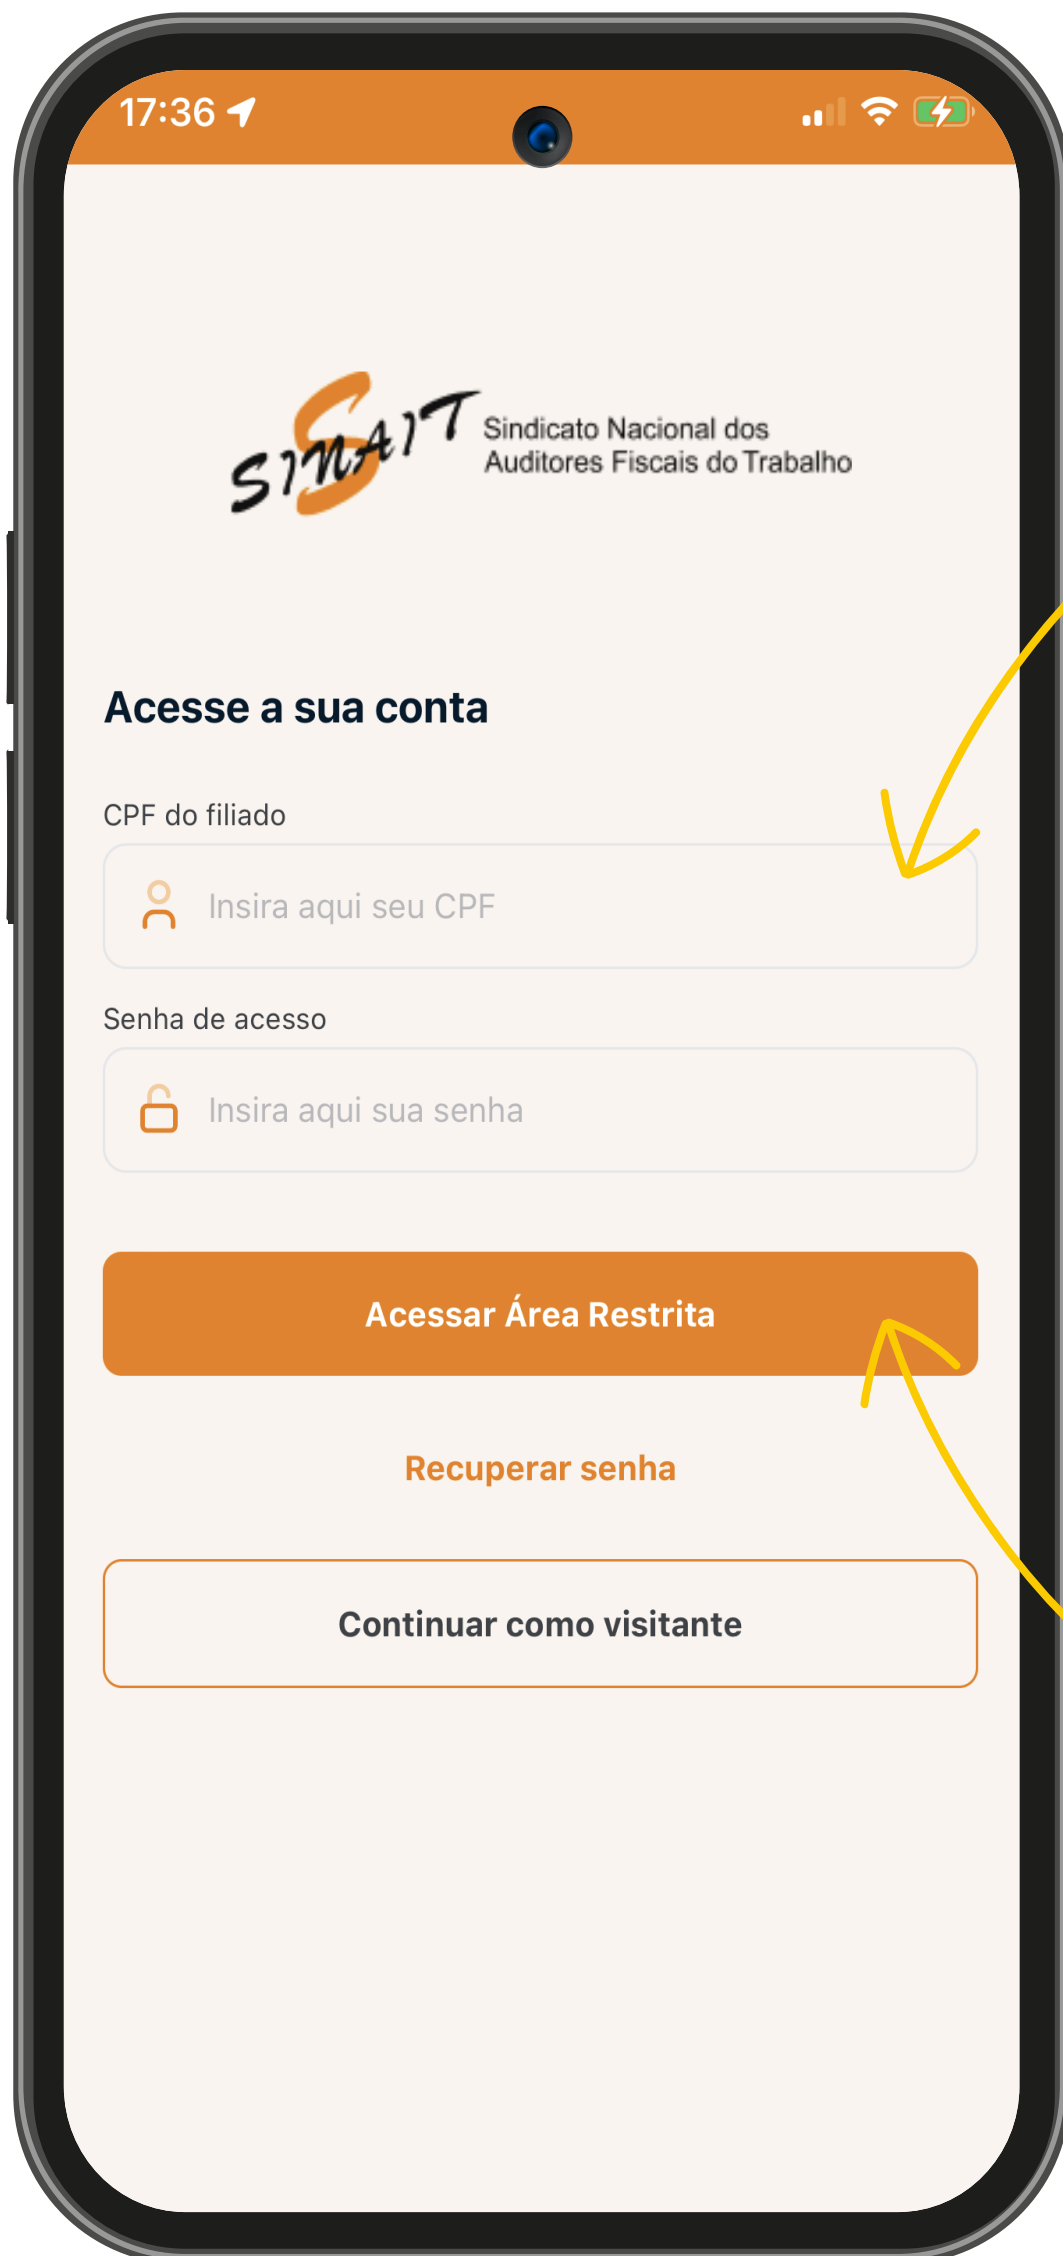 17:36
SINAIT
Sindicato Nacional dos
Auditores Fiscais do Trabalho
Acesse a sua conta
CPF do filiado
Insira aqui seu CPF
Senha de acesso
Insira aqui sua senha
Acessar Área Restrita
Recuperar senha
Continuar como visitante